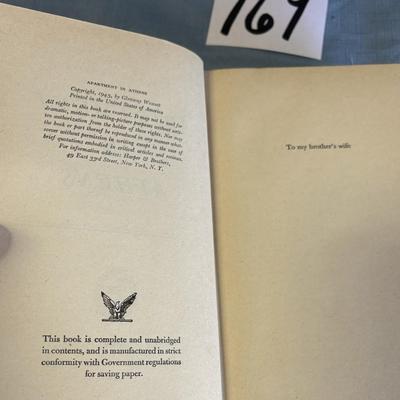 769
APARTMENT IN ATHENS
Copyright, 1945, by Glenway Wescott
Printed in the United States of America
All rights in this book are reserved. It may not be used for
dramatic, motion- or talking-picture purposes without writ-
ten authorization from the holder of these rights. Nor may
the book or part thereof be reproduced in any manner what-
soever without permission in writing except in the case of
brief quotations embodied in critical articles and reviews.
For information address: Harper & Brothers,
49 East 33rd Street, New York, N. Y.
To my brother's wife
This book is complete and unabridged
in contents, and is manufactured in strict
conformity with Government regulations
for saving paper.